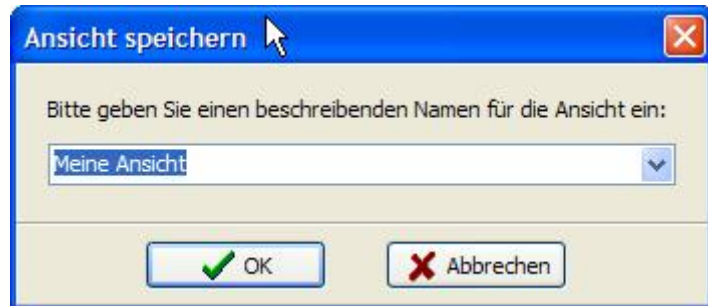 Ansicht speichern
Bitte geben Sie einen beschreibenden Namen für die Ansicht ein:
Meine Ansicht
OK
Abbrechen